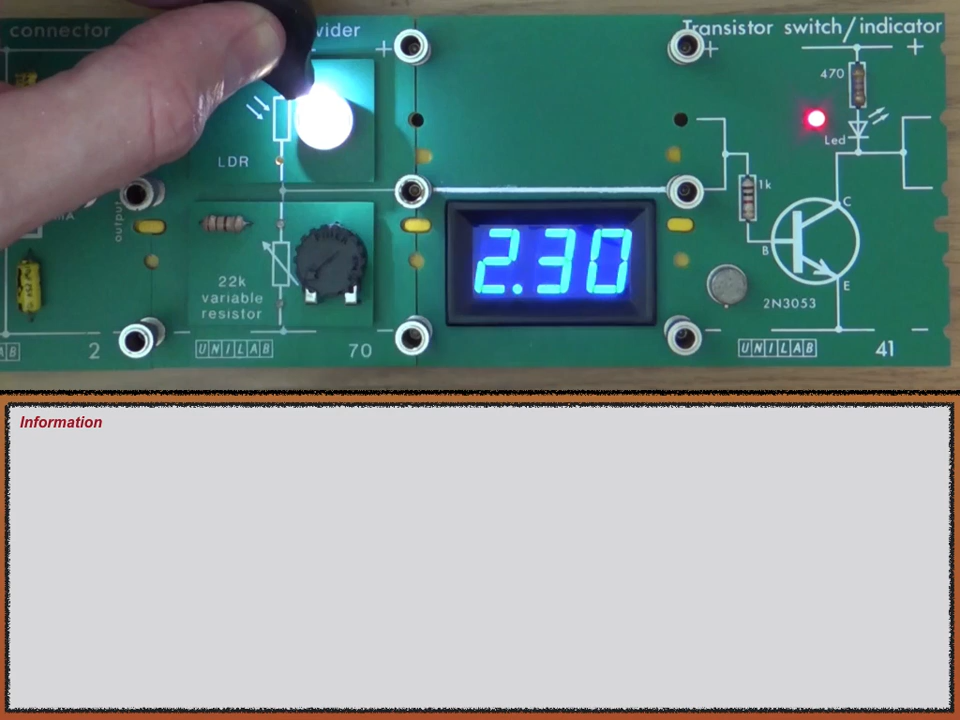 connector
vider
+
Transistor switch/indicator
+
+
470
Led
LDR
1k
output
C
B
22k
variable
resistor
2.30
E
2N3053
2
UNILAB
70
UNILAB
41
Information